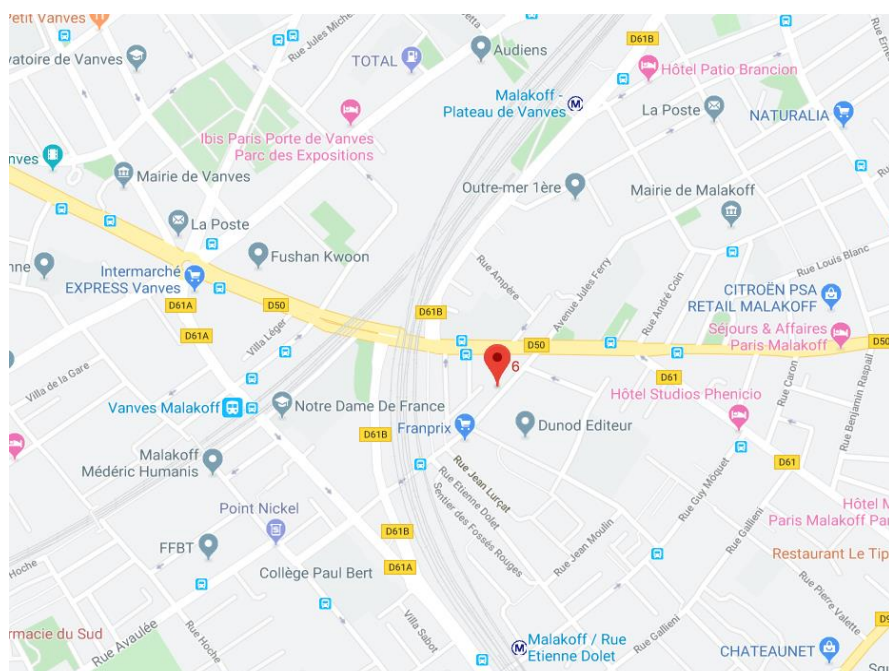 Petit Vanves
Rue Jules Michelet
Audiens
D61B
vatoire de Vanves
TOTAL
Hôtel Patio Brancion
Malakoff -
Plateau de Vanves
M
La Poste
NATURALIA
Ibis Paris Porte de Vanves
Parc des Expositions
nves
Mairie de Vanves
Outre-mer 1ère
Mairie de Malakoff
La Poste
Fushan Kwoon
Rue Ampère
Rue Louis Blanc
nne
Intermarché
EXPRESS Vanves
D61A
D50
D61B
Avenue Jules Ferry
Rue André Coin
CITROËN PSA
RETAIL MALAKOFF
D61A
Villa Léger
D50
Séjours & Affaires
Paris Malakoff
D50
6
D61
Rue Caron
Rue Benjamin Raspail
Villa de la Gare
Vanves Malakoff
Notre Dame De France
Hôtel Studios Phenicio
D61B
Franprix
Dunod Editeur
Malakoff
Médéric Humanis
D61
Rue Jean Lurçat
Rue Etienne Dolet
Sentier des Fossés Rouges
Rue Guy Môquet
Point Nickel
Hôtel M
Paris Malakoff Par
FFBT
D61B
Rue Jean Moulin
Rue Gallieni
Restaurant Le Tip
Hoche
Collège Paul Bert
D61A
Rue Pierre Valette
rmacie du Sud
Rue Avaulée
Rue Hoche
Villa Sabot
M
Malakoff / Rue
Etienne Dolet
Rue Gallieni
CHATEAUNET